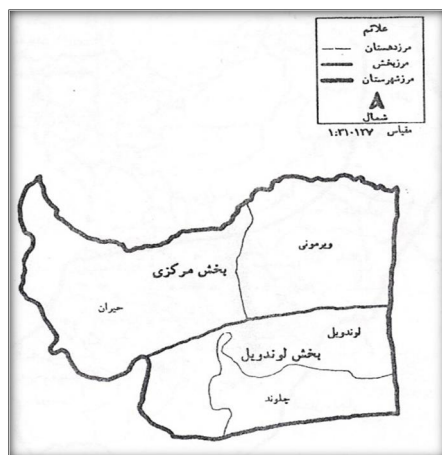 علائم
مرزدهستان
مرزبخش
مرزشهرستان
شمال
مقیاس ۱:۳۱۰۱۲۷
ویرمونی
بخش مرکزی
حیران
لوندویل
بخش لوندویل
چلوند